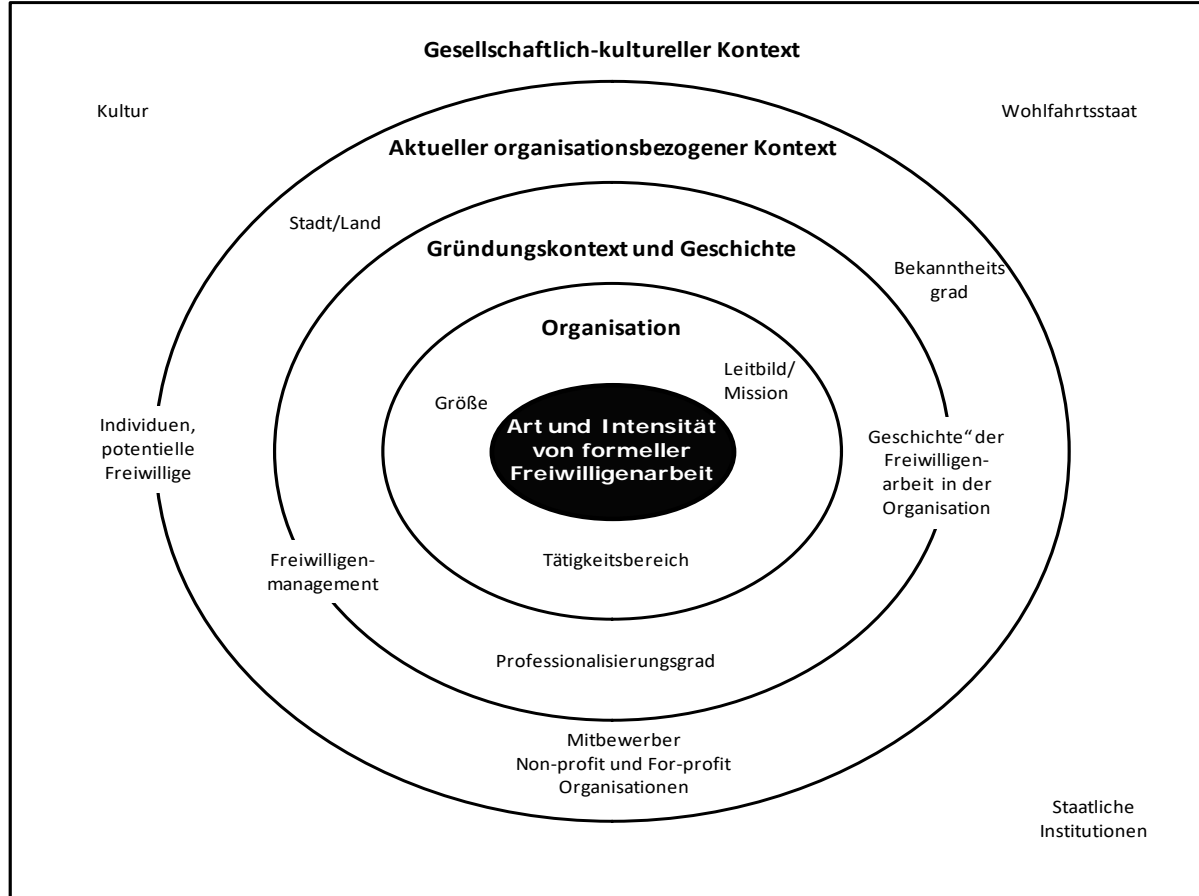 Gesellschaftlich-kultureller Kontext
Kultur
Wohlfahrtsstaat
Aktueller organisationsbezogener Kontext
Stadt/Land
Gründungskontext und Geschichte
Bekanntheits
grad
Organisation
Leitbild/
Mission
Größe
Art und Intensität
von formeller
Freiwilligenarbeit
Individuen,
potentielle
Freiwillige
Geschichte“ der
Freiwilligen-
arbeit in der
Organisation
Freiwilligen-
management
Tätigkeitsbereich
Professionalisierungsgrad
Mitbewerber
Non-profit und For-profit
Organisationen
Staatliche
Institutionen